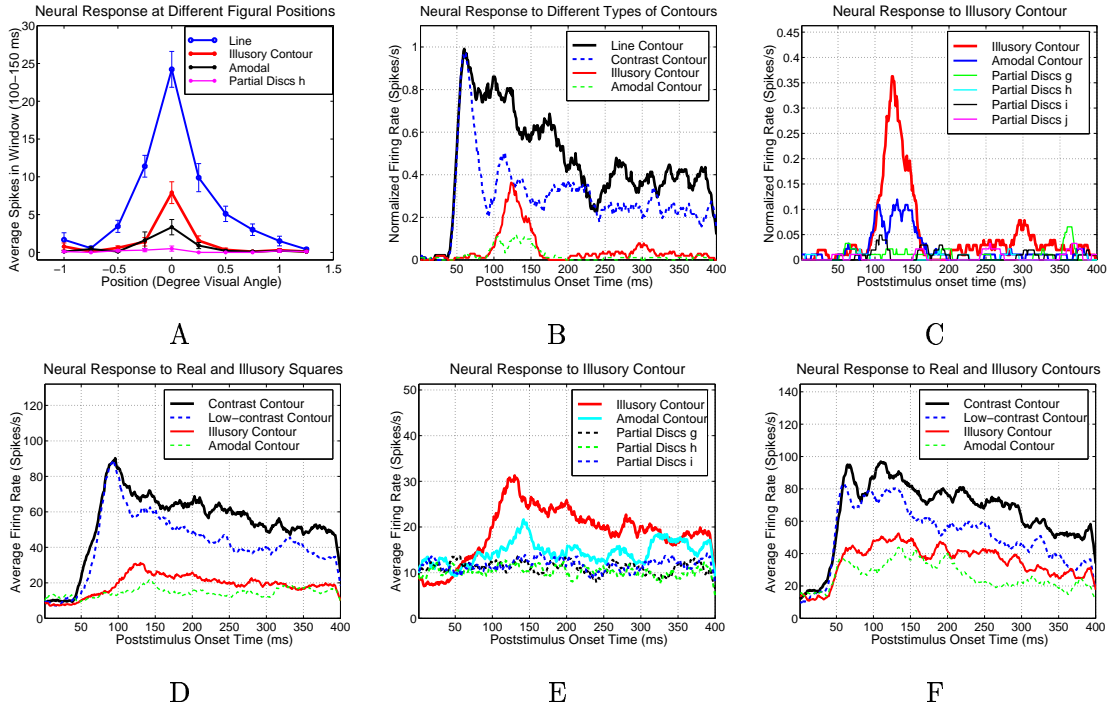 Neural Response at Different Figural Positions
Average Spikes in Window (100−150 ms)
30
25
20
15
10
5
0
−1
−0.5
0
0.5
1
1.5
Position (Degree Visual Angle)
Line
Illusory Contour
Amodal
Partial Discs h
A
Neural Response to Different Types of Contours
Normalized Firing Rate (Spikes/s)
1
0.8
0.6
0.4
0.2
0
50
100
150
200
250
300
350
400
Poststimulus Onset Time (ms)
Line Contour
Contrast Contour
Illusory Contour
Amodal Contour
B
Neural Response to Illusory Contour
Normalized Firing Rate (Spikes/s)
0.45
0.4
0.35
0.3
0.25
0.2
0.15
0.1
0.05
0
50
100
150
200
250
300
350
400
Poststimulus onset time (ms)
Illusory Contour
Amodal Contour
Partial Discs g
Partial Discs h
Partial Discs i
Partial Discs j
C
Neural Response to Real and Illusory Squares
Average Firing Rate (Spikes/s)
120
100
80
60
40
20
0
50
100
150
200
250
300
350
400
Poststimulus Onset Time (ms)
Contrast Contour
Low−contrast Contour
Illusory Contour
Amodal Contour
D
Neural Response to Illusory Contour
Average Firing Rate (Spikes/s)
50
40
30
20
10
0
50
100
150
200
250
300
350
400
Poststimulus Onset Time (ms)
Illusory Contour
Amodal Contour
Partial Discs g
Partial Discs h
Partial Discs i
E
Neural Response to Real and Illusory Contours
Average Firing Rate (Spikes/s)
140
120
100
80
60
40
20
0
50
100
150
200
250
300
350
400
Poststimulus Onset Time (ms)
Contrast Contour
Low−contrast Contour
Illusory Contour
Amodal Contour
F